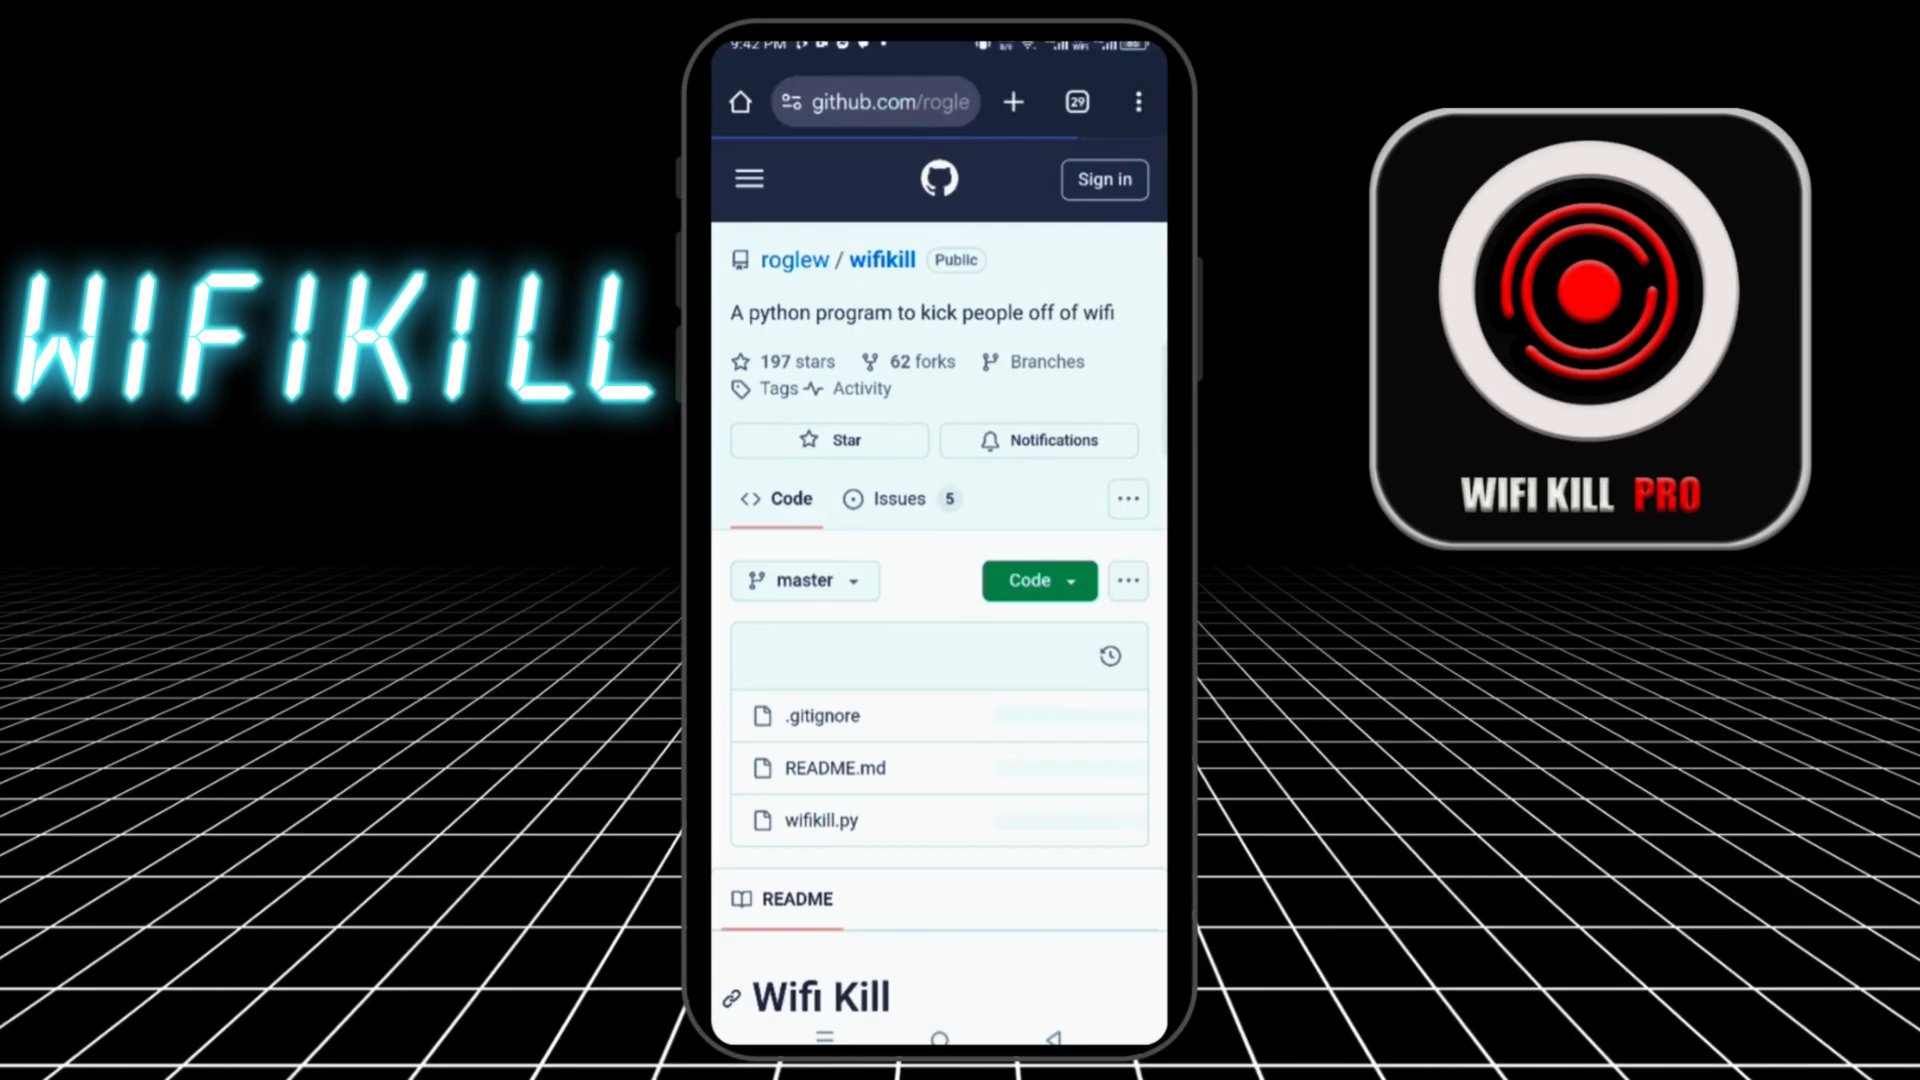 WIFIKILL
9:42 PM
github.com/rogle
29
Sign in
roglew / wifikill Public
A python program to kick people off of wifi
197 stars 62 forks Branches
Tags Activity
Star Notifications
Code Issues 5
master Code
.gitignore
README.md
wifikill.py
README
Wifi Kill
WIFI KILL PRO